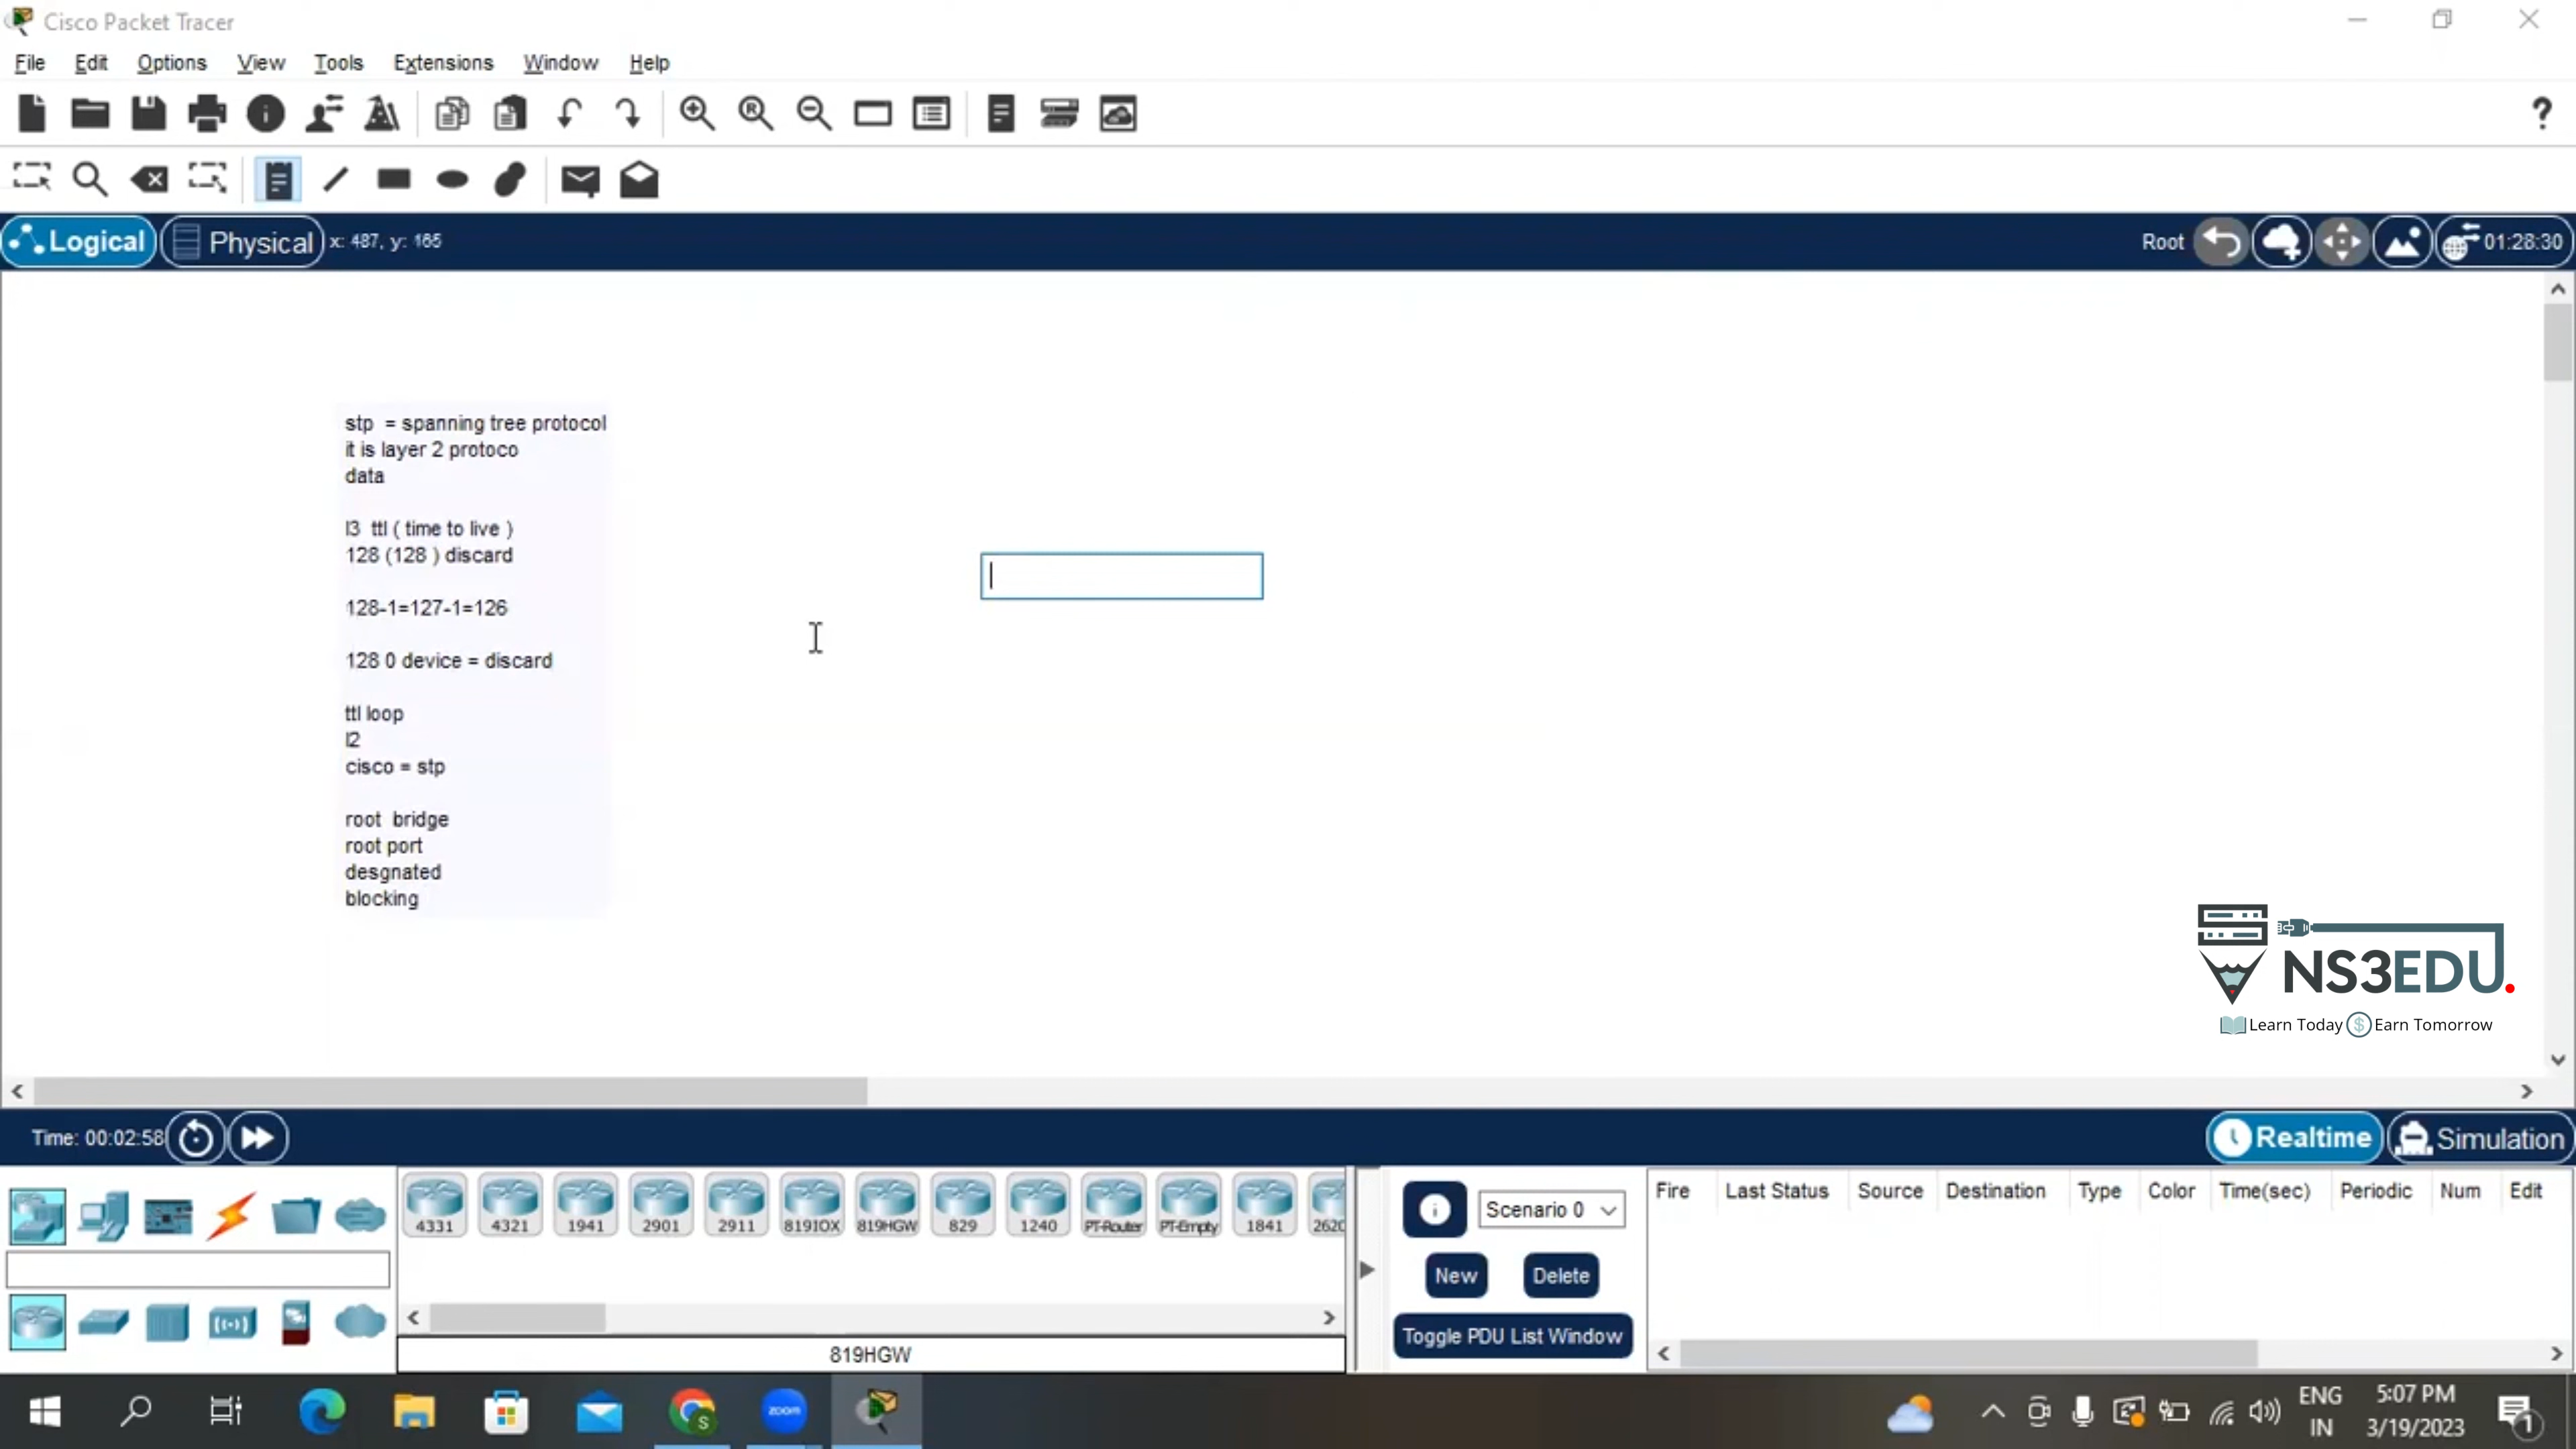 Cisco Packet Tracer
File Edit Options View Tools Extensions Window Help
Logical Physical x: 487, y: 165 Root 01:28:30
stp = spanning tree protocol
it is layer 2 protoco
data
l3 ttl ( time to live )
128 (128 ) discard
128-1=127-1=126
128 0 device = discard
ttl loop
l2
cisco = stp
root bridge
root port
desgnated
blocking
NS3EDU.
Learn Today $ Earn Tomorrow
Time: 00:02:58 Realtime Simulation
4331 4321 1941 2901 2911 819IOX 819HGW 829 1240 PT-Router PT-Empty 1841 262
819HGW
Scenario 0
New Delete
Toggle PDU List Window
Fire Last Status Source Destination Type Color Time(sec) Periodic Num Edit
zoom
S
ENG
IN
5:07 PM
3/19/2023
1